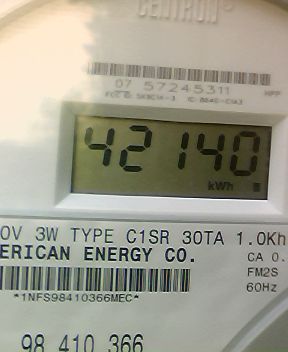 CENTRON
07 57245311
42140
kWh
0V 3W TYPE C1SR 30TA 1.0Kh
ERICAN ENERGY CO.
CA 0.
FM2S
60Hz
*1NFS98410366MEC*
98 410 366